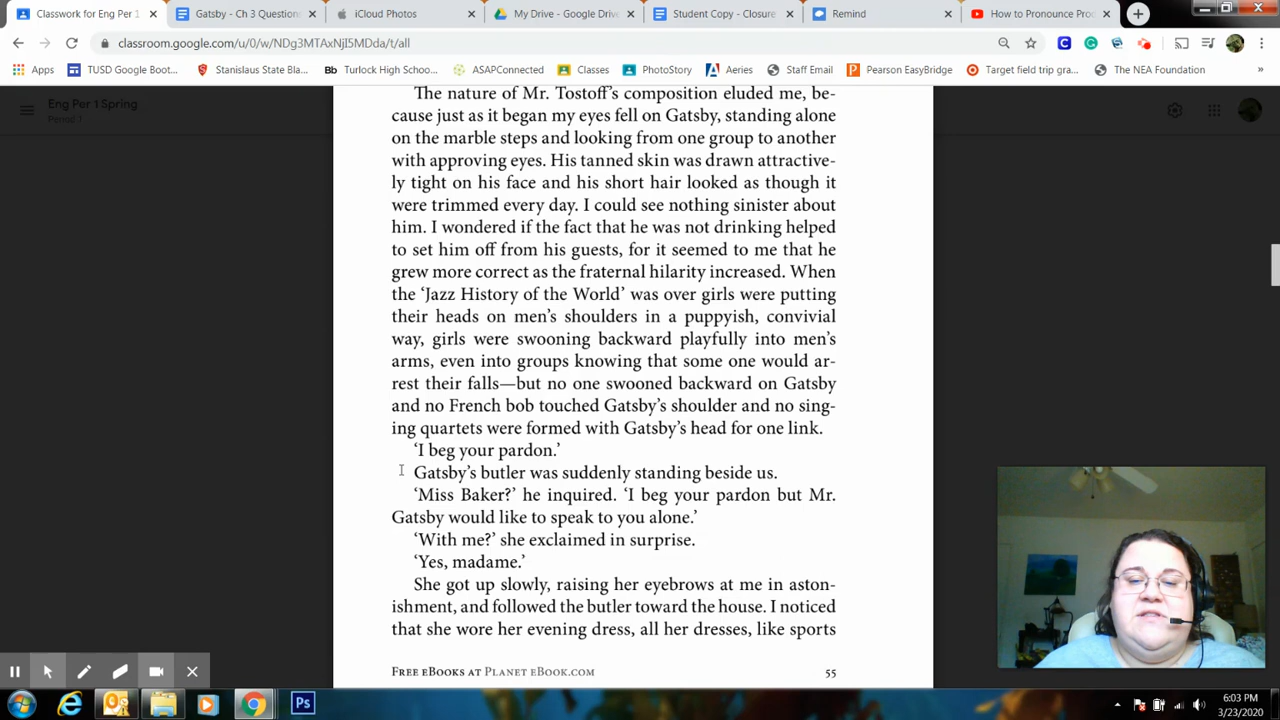 Classwork for Eng Per 1
Gatsby - Ch 3 Question
iCloud Photos
My Drive - Google Driv
Student Copy - Closure
Remind
How to Pronounce Proc
classroom.google.com/u/0/w/NDg3MTAxNjI5MDda/t/all
Apps
TUSD Google Boot...
Stanislaus State Bla...
Bb
Turlock High Schoo...
ASAPConnected
Classes
PhotoStory
Aeries
Staff Email
Pearson EasyBridge
Target field trip gra...
The NEA Foundation
»
Eng Per 1 Spring
Period 1
The nature of Mr. Tostoff’s composition eluded me, be-
cause just as it began my eyes fell on Gatsby, standing alone
on the marble steps and looking from one group to another
with approving eyes. His tanned skin was drawn attractive-
ly tight on his face and his short hair looked as though it
were trimmed every day. I could see nothing sinister about
him. I wondered if the fact that he was not drinking helped
to set him off from his guests, for it seemed to me that he
grew more correct as the fraternal hilarity increased. When
the ‘Jazz History of the World’ was over girls were putting
their heads on men’s shoulders in a puppyish, convivial
way, girls were swooning backward playfully into men’s
arms, even into groups knowing that some one would ar-
rest their falls—but no one swooned backward on Gatsby
and no French bob touched Gatsby’s shoulder and no sing-
ing quartets were formed with Gatsby’s head for one link.
‘I beg your pardon.’
Gatsby’s butler was suddenly standing beside us.
‘Miss Baker?’ he inquired. ‘I beg your pardon but Mr.
Gatsby would like to speak to you alone.’
‘With me?’ she exclaimed in surprise.
‘Yes, madame.’
She got up slowly, raising her eyebrows at me in aston-
ishment, and followed the butler toward the house. I noticed
that she wore her evening dress, all her dresses, like sports
Free eBooks at Planet eBook.com
55
Ps
6:03 PM
3/23/2020